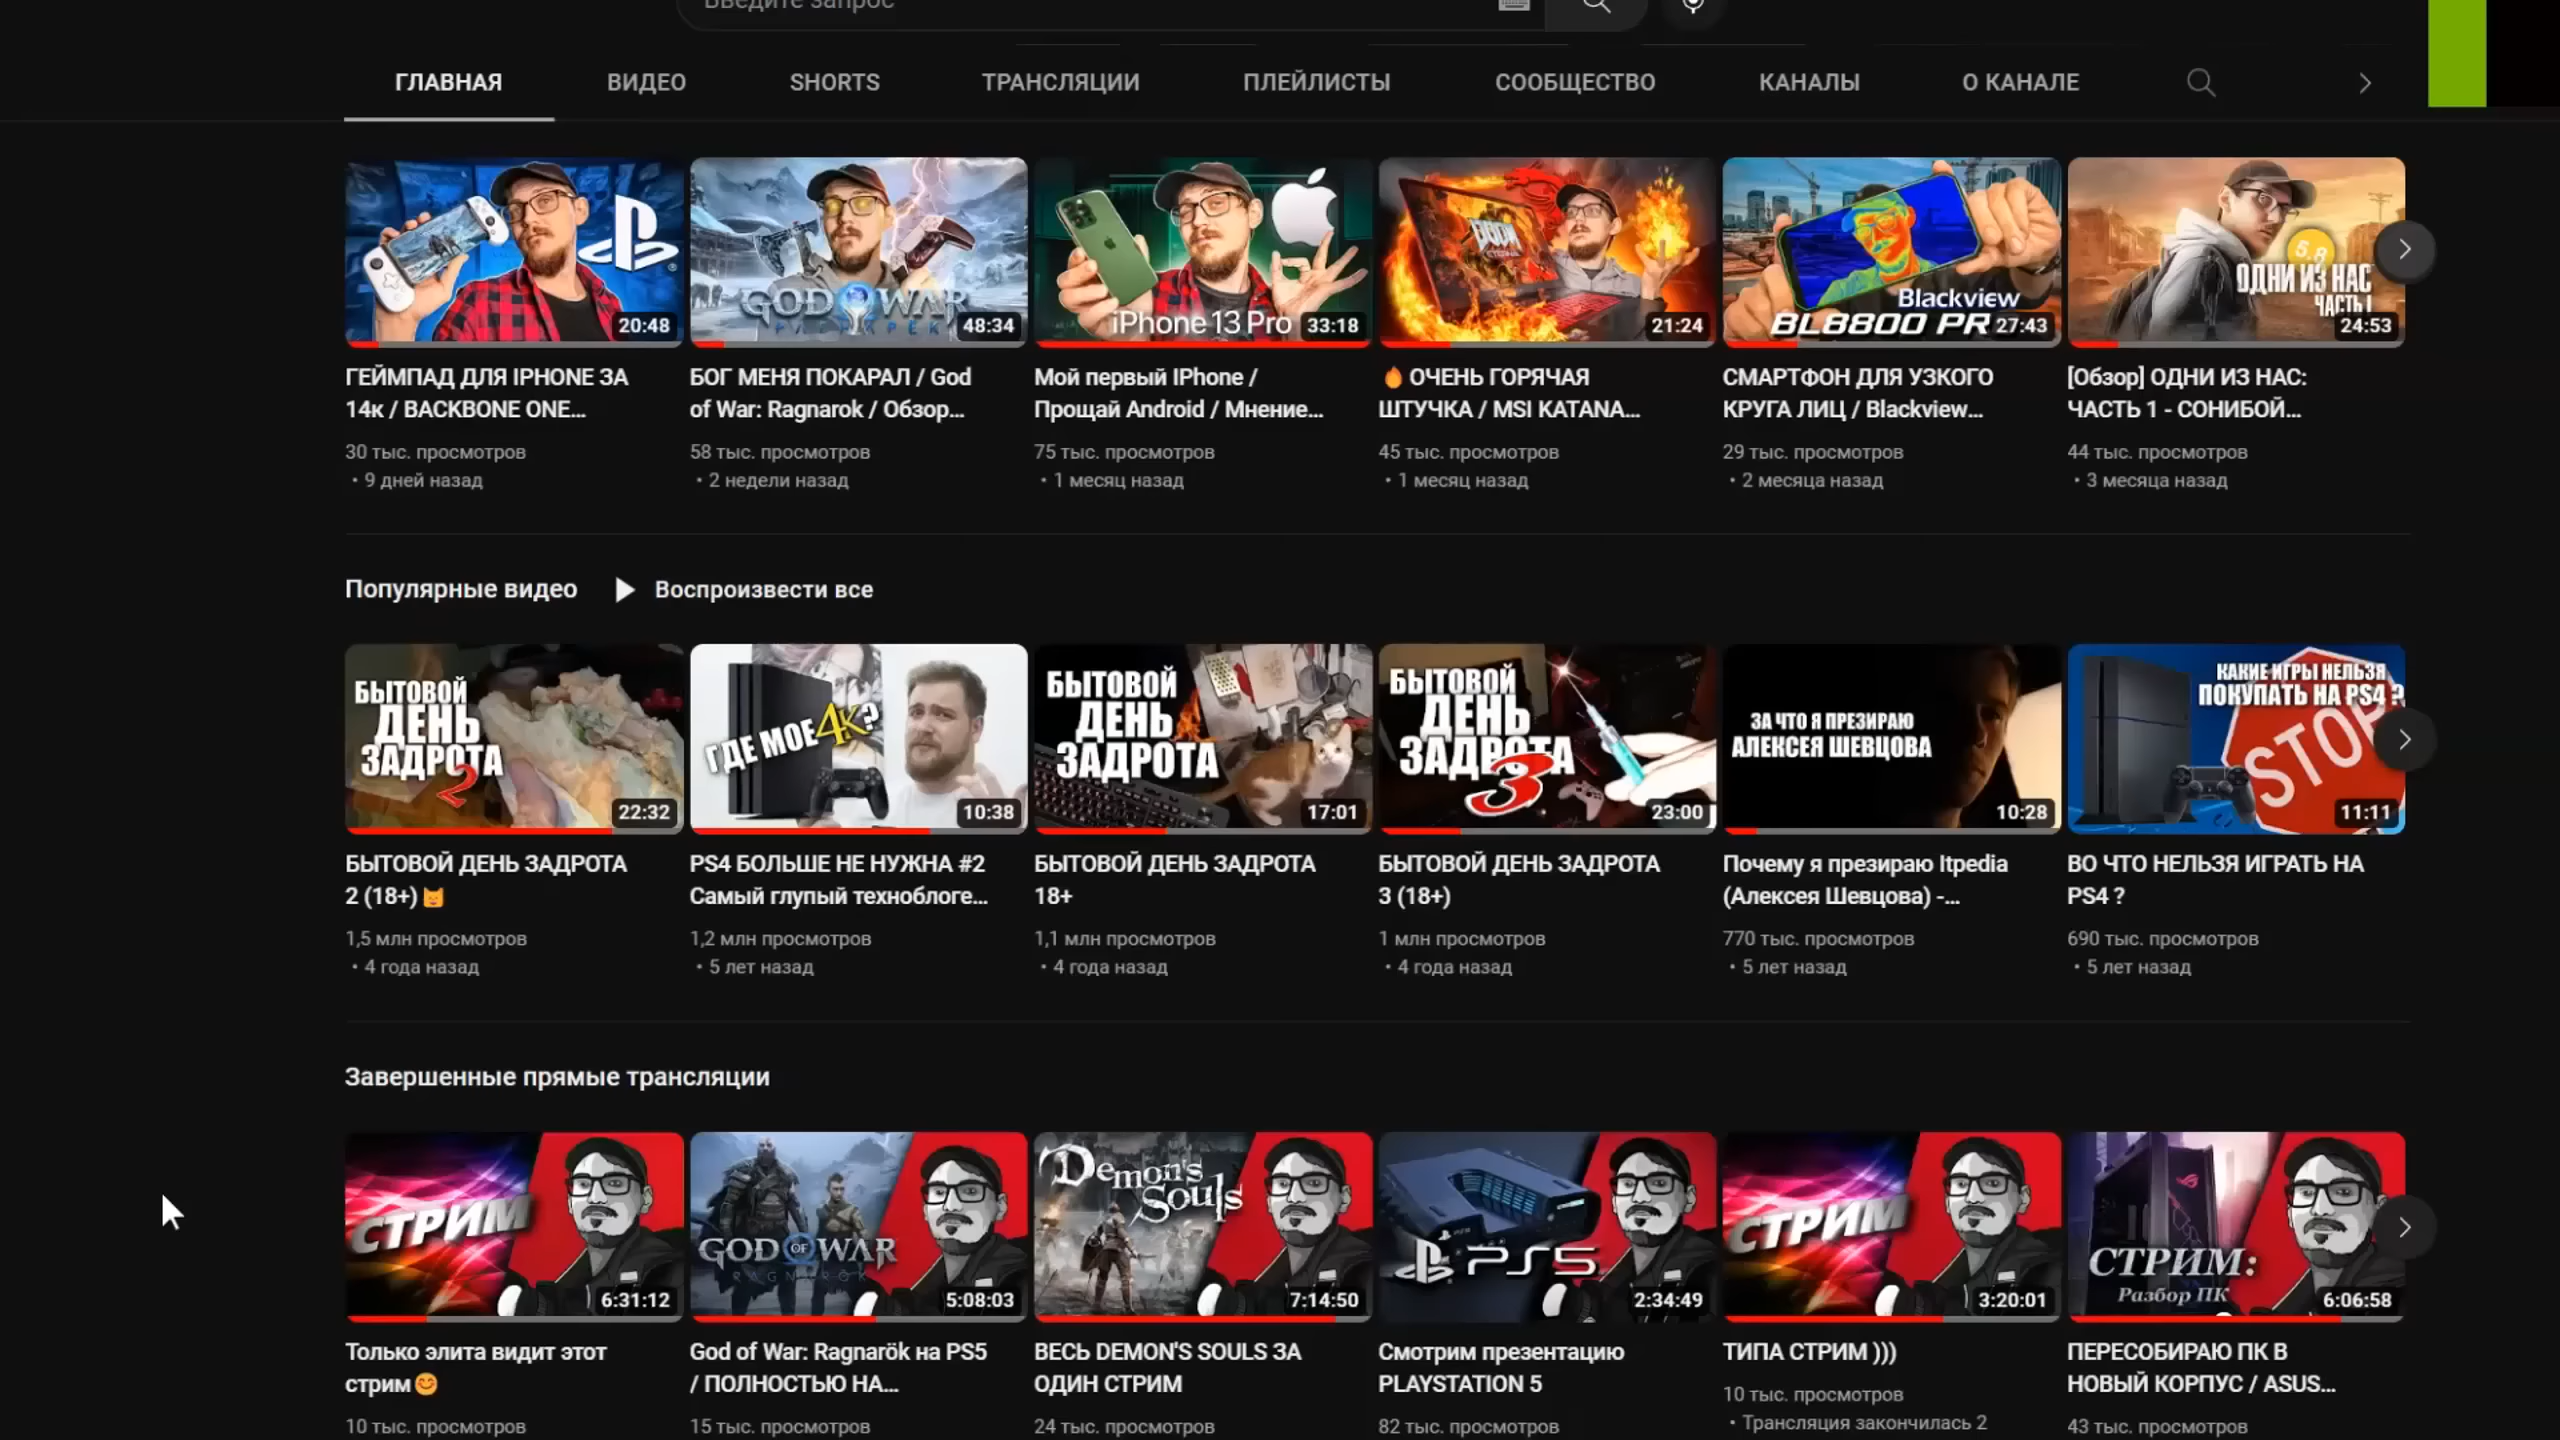 Введите запрос
ГЛАВНАЯ ВИДЕО SHORTS ТРАНСЛЯЦИИ ПЛЕЙЛИСТЫ СООБЩЕСТВО КАНАЛЫ О КАНАЛЕ
20:48
GOD WAR
48:34
iPhone 13 Pro 33:18
DOOM
21:24
Blackview
BL8800 PR 27:43
5.8
ОДНИ ИЗ НАС
ЧАСТЬ I
24:53
ГЕЙМПАД ДЛЯ IPHONE ЗА
14к / BACKBONE ONE...
30 тыс. просмотров
• 9 дней назад
БОГ МЕНЯ ПОКАРАЛ / God
of War: Ragnarok / Обзор...
58 тыс. просмотров
• 2 недели назад
Мой первый IPhone /
Прощай Android / Мнение...
75 тыс. просмотров
• 1 месяц назад
🔥 ОЧЕНЬ ГОРЯЧАЯ
ШТУЧКА / MSI KATANA...
45 тыс. просмотров
• 1 месяц назад
СМАРТФОН ДЛЯ УЗКОГО
КРУГА ЛИЦ / Blackview...
29 тыс. просмотров
• 2 месяца назад
[Обзор] ОДНИ ИЗ НАС:
ЧАСТЬ 1 - СОНИБОЙ...
44 тыс. просмотров
• 3 месяца назад
Популярные видео Воспроизвести все
БЫТОВОЙ
ДЕНЬ
ЗАДРОТА
2
22:32
ГДЕ МОЕ 4K?
10:38
БЫТОВОЙ
ДЕНЬ
ЗАДРОТА
17:01
БЫТОВОЙ
ДЕНЬ
ЗАДРОТА
3
23:00
ЗА ЧТО Я ПРЕЗИРАЮ
АЛЕКСЕЯ ШЕВЦОВА
10:28
КАКИЕ ИГРЫ НЕЛЬЗЯ
ПОКУПАТЬ НА PS4 ?
STOP
11:11
БЫТОВОЙ ДЕНЬ ЗАДРОТА
2 (18+) 😼
1,5 млн просмотров
• 4 года назад
PS4 БОЛЬШЕ НЕ НУЖНА #2
Самый глупый техноблоге...
1,2 млн просмотров
• 5 лет назад
БЫТОВОЙ ДЕНЬ ЗАДРОТА
18+
1,1 млн просмотров
• 4 года назад
БЫТОВОЙ ДЕНЬ ЗАДРОТА
3 (18+)
1 млн просмотров
• 4 года назад
Почему я презираю Itpedia
(Алексея Шевцова) -...
770 тыс. просмотров
• 5 лет назад
ВО ЧТО НЕЛЬЗЯ ИГРАТЬ НА
PS4 ?
690 тыс. просмотров
• 5 лет назад
Завершенные прямые трансляции
СТРИМ
6:31:12
GOD OF WAR
RAGNARÖK
5:08:03
Demon's
Souls
7:14:50
PS5
2:34:49
СТРИМ
3:20:01
СТРИМ:
Разбор ПК
6:06:58
Только элита видит этот
стрим😊
10 тыс. просмотров
God of War: Ragnarök на PS5
/ ПОЛНОСТЬЮ НА...
15 тыс. просмотров
ВЕСЬ DEMON'S SOULS ЗА
ОДИН СТРИМ
24 тыс. просмотров
Смотрим презентацию
PLAYSTATION 5
82 тыс. просмотров
ТИПА СТРИМ )))
10 тыс. просмотров
• Трансляция закончилась 2
ПЕРЕСОБИРАЮ ПК В
НОВЫЙ КОРПУС / ASUS...
43 тыс. просмотров